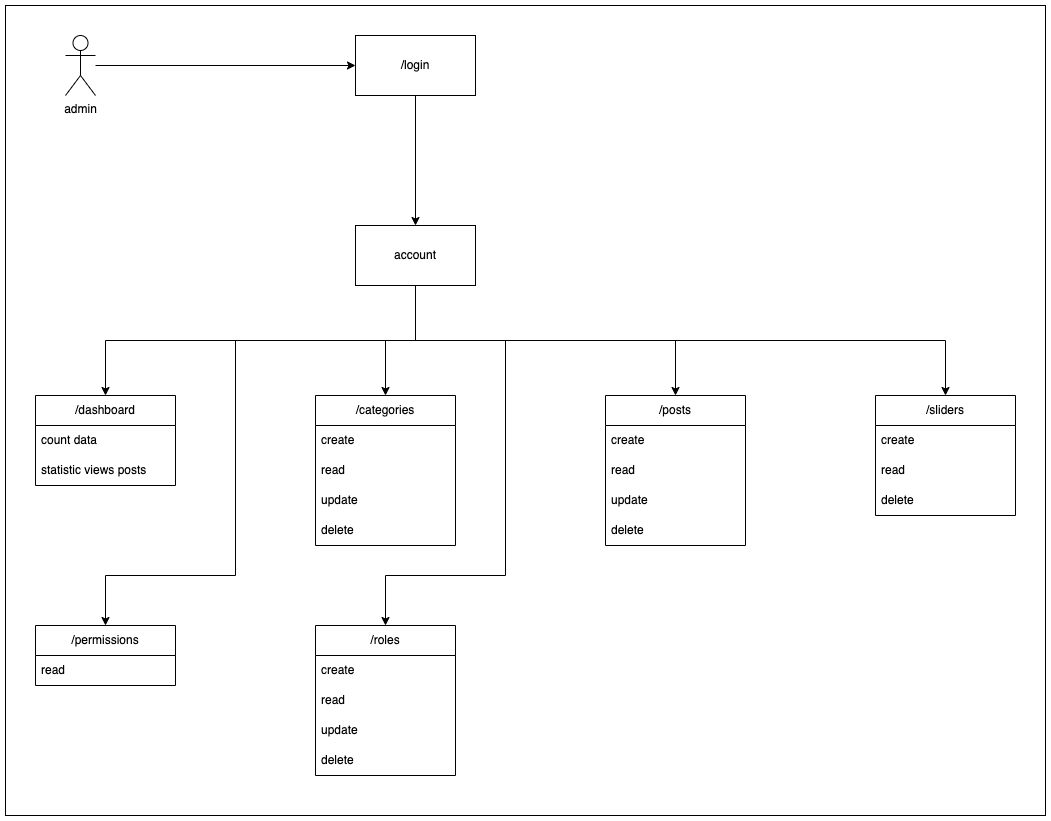 /login
admin
account
/dashboard
count data
statistic views posts
/categories
create
read
update
delete
/posts
create
read
update
delete
/sliders
create
read
delete
/permissions
read
/roles
create
read
update
delete